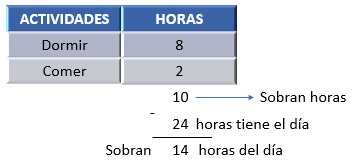 ACTIVIDADES HORAS
Dormir 8
Comer 2
10 Sobran horas
-
24 horas tiene el día
Sobran 14 horas del día